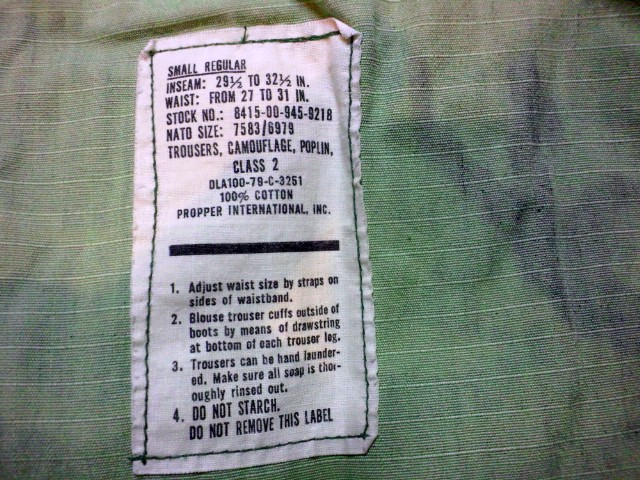 SMALL REGULAR
INSEAM: 29½ TO 32½ IN.
WAIST: FROM 27 TO 31 IN.
STOCK NO.: 8415-00-945-9218
NATO SIZE: 7583/6979
TROUSERS, CAMOUFLAGE, POPLIN,
CLASS 2
DLA100-79-C-3251
100% COTTON
PROPPER INTERNATIONAL, INC.
1. Adjust waist size by straps on
sides of waistband.
2. Blouse trouser cuffs outside of
boots by means of drawstring
at bottom of each trouser leg.
3. Trousers can be hand launder-
ed. Make sure all soap is thor-
oughly rinsed out.
4. DO NOT STARCH.
DO NOT REMOVE THIS LABEL